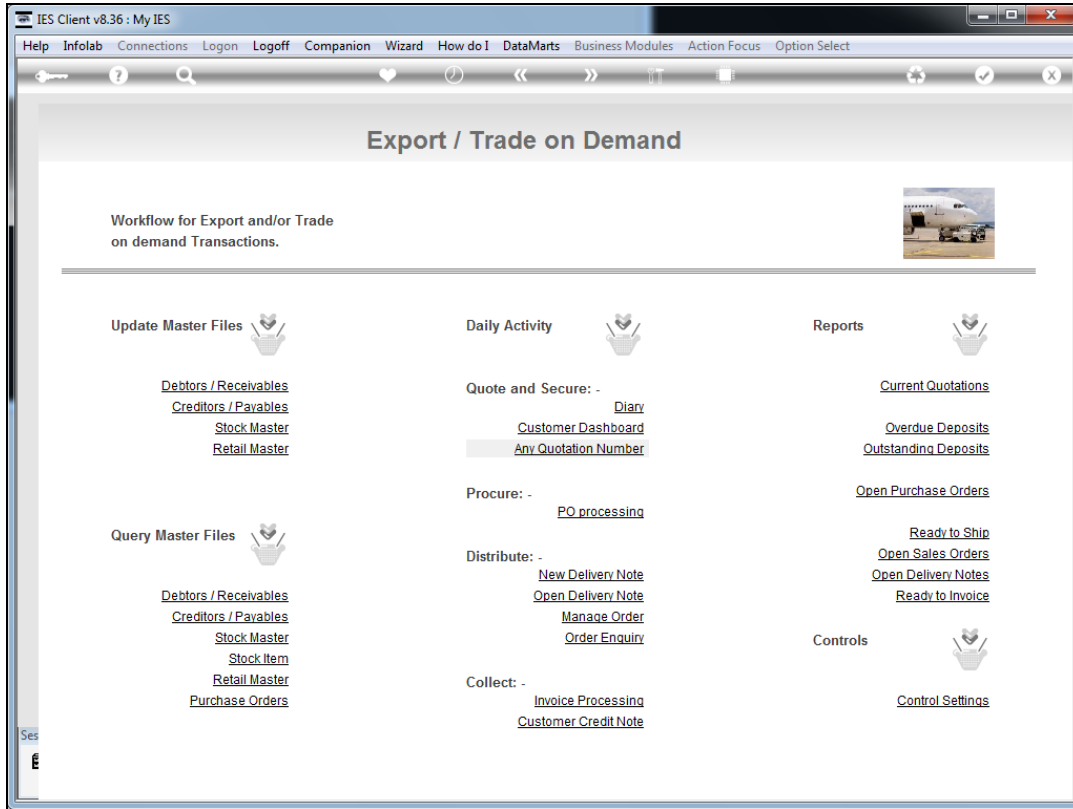 IES Client v8.36 : My IES
Help Infolab Connections Logon Logoff Companion Wizard How do I DataMarts Business Modules Action Focus Option Select
Export / Trade on Demand
Workflow for Export and/or Trade
on demand Transactions.
Update Master Files
Debtors / Receivables
Creditors / Payables
Stock Master
Retail Master
Query Master Files
Debtors / Receivables
Creditors / Payables
Stock Master
Stock Item
Retail Master
Purchase Orders
Daily Activity
Quote and Secure: -
Diary
Customer Dashboard
Any Quotation Number
Procure: -
PO processing
Distribute: -
New Delivery Note
Open Delivery Note
Manage Order
Order Enquiry
Collect: -
Invoice Processing
Customer Credit Note
Reports
Current Quotations
Overdue Deposits
Outstanding Deposits
Open Purchase Orders
Ready to Ship
Open Sales Orders
Open Delivery Notes
Ready to Invoice
Controls
Control Settings
Ses